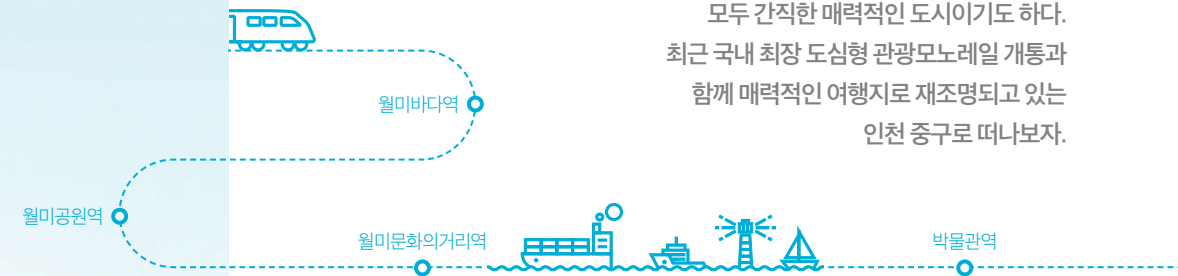 모두 간직한 매력적인 도시이기도 하다.
최근 국내 최장 도심형 관광모노레일 개통과
함께 매력적인 여행지로 재조명되고 있는
인천 중구로 떠나보자.
월미바다역
월미공원역
월미문화의거리역
박물관역